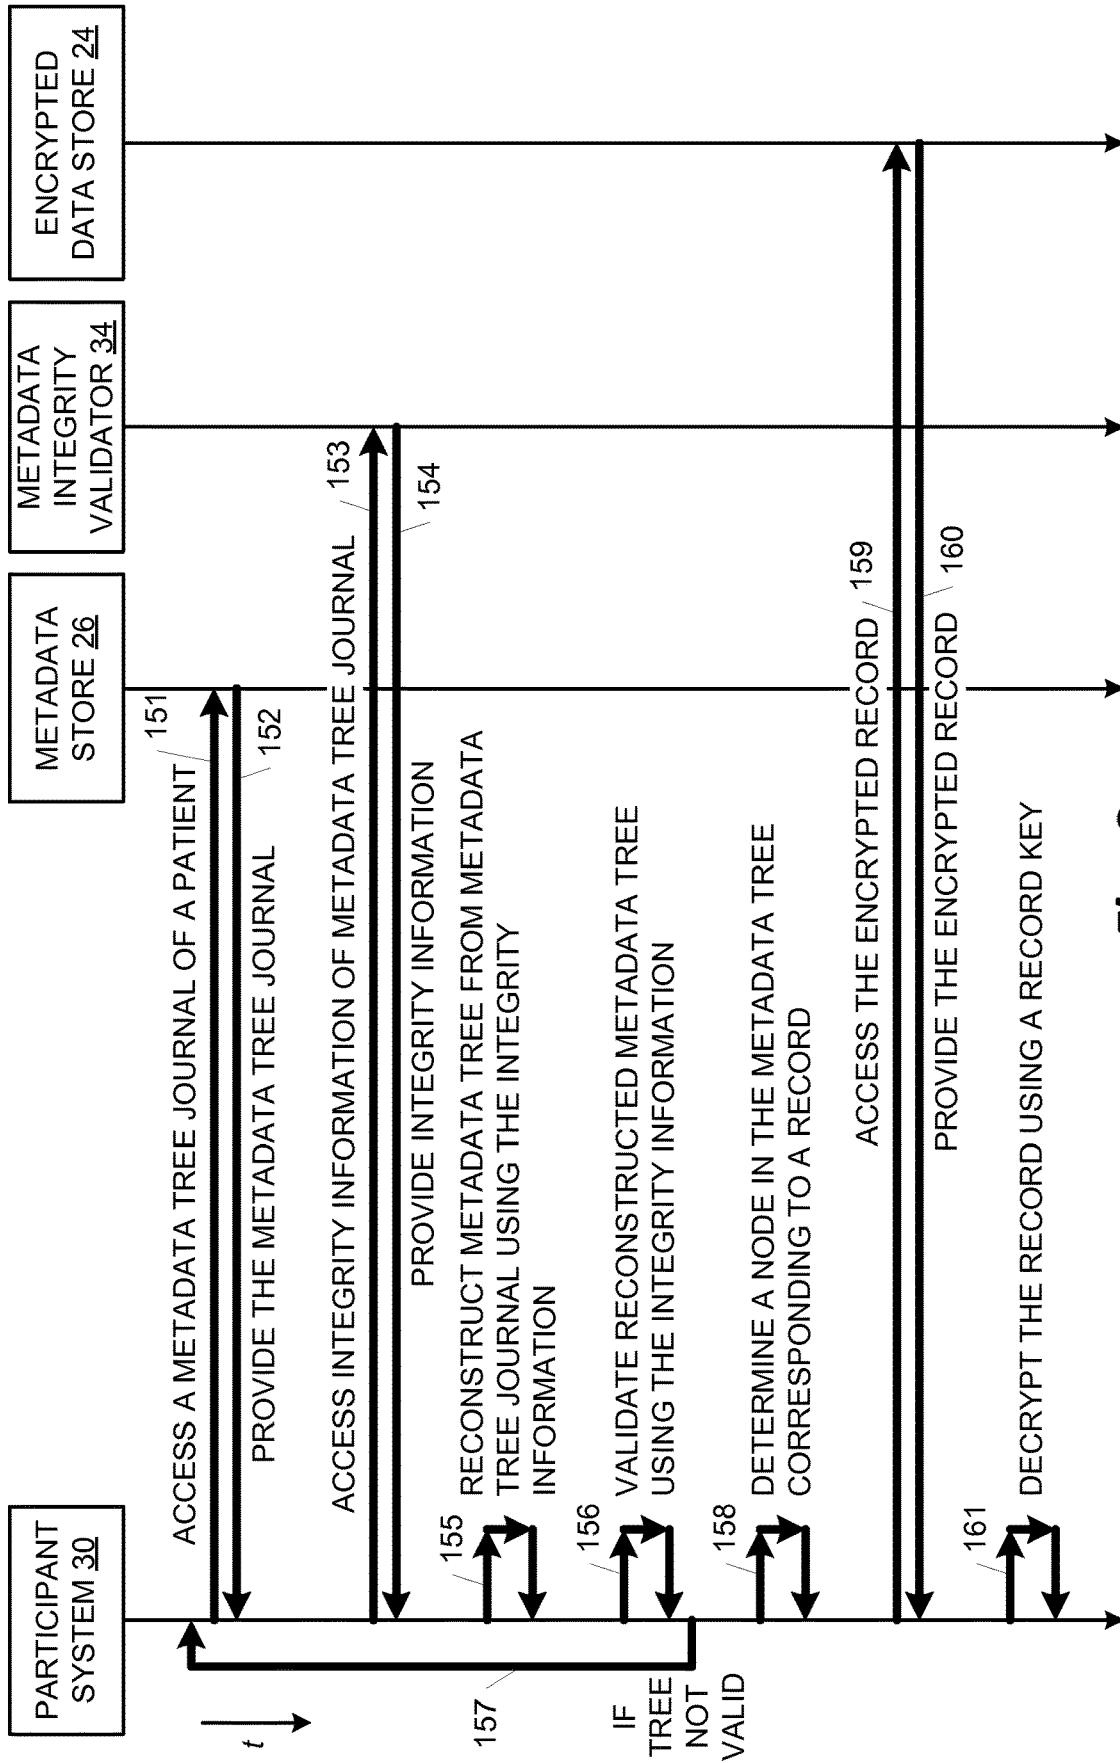 PARTICIPANT
SYSTEM 30
METADATA
STORE 26
METADATA
INTEGRITY
VALIDATOR 34
ENCRYPTED
DATA STORE 24
t
ACCESS A METADATA TREE JOURNAL OF A PATIENT
151
152
PROVIDE THE METADATA TREE JOURNAL
ACCESS INTEGRITY INFORMATION OF METADATA TREE JOURNAL
153
154
PROVIDE INTEGRITY INFORMATION
155
RECONSTRUCT METADATA TREE FROM METADATA
TREE JOURNAL USING THE INTEGRITY
INFORMATION
156
VALIDATE RECONSTRUCTED METADATA TREE
USING THE INTEGRITY INFORMATION
157
IF
TREE
NOT
VALID
158
DETERMINE A NODE IN THE METADATA TREE
CORRESPONDING TO A RECORD
ACCESS THE ENCRYPTED RECORD
159
160
PROVIDE THE ENCRYPTED RECORD
161
DECRYPT THE RECORD USING A RECORD KEY